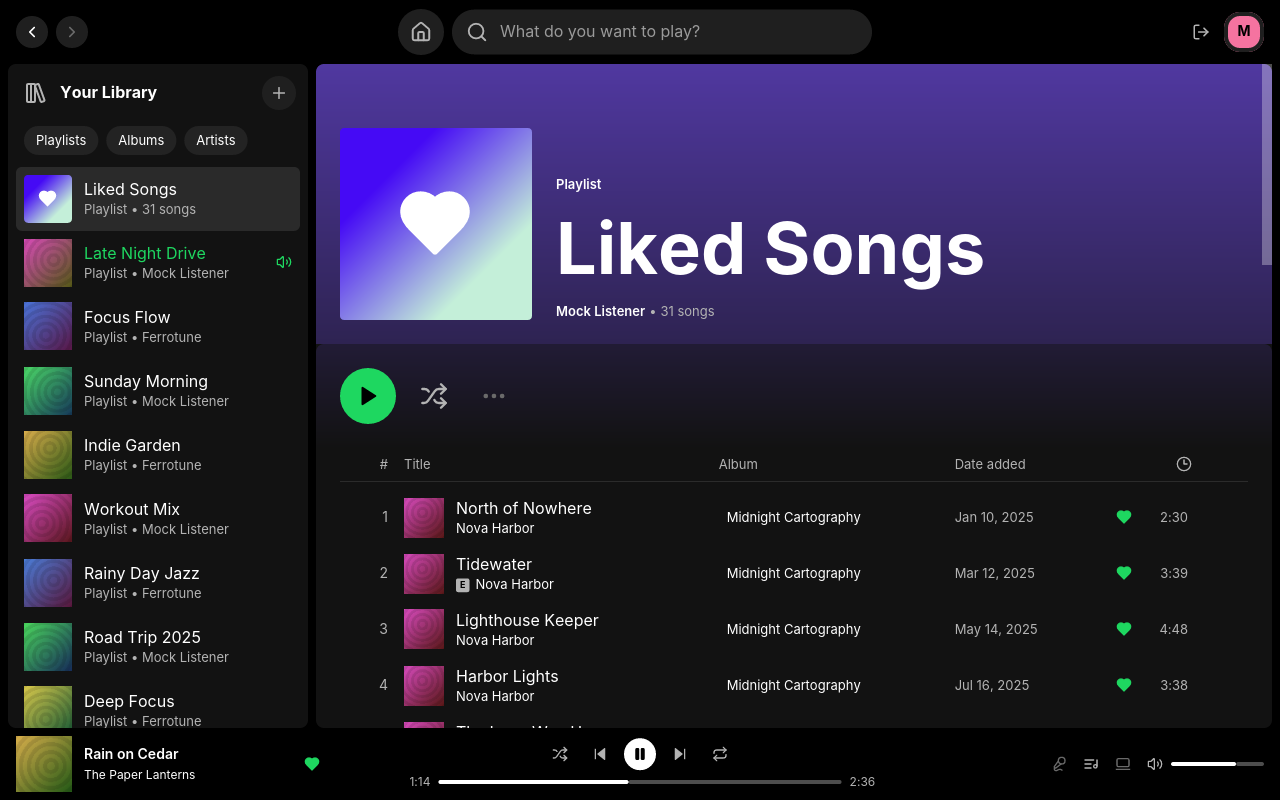 What do you want to play?
M
Your Library
Playlists
Albums
Artists
Liked Songs
Playlist • 31 songs
Late Night Drive
Playlist • Mock Listener
Focus Flow
Playlist • Ferrotune
Sunday Morning
Playlist • Mock Listener
Indie Garden
Playlist • Ferrotune
Workout Mix
Playlist • Mock Listener
Rainy Day Jazz
Playlist • Ferrotune
Road Trip 2025
Playlist • Mock Listener
Deep Focus
Playlist • Ferrotune
Playlist
Liked Songs
Mock Listener • 31 songs
# Title Album Date added
1 North of Nowhere Midnight Cartography Jan 10, 2025 2:30
Nova Harbor
2 Tidewater Midnight Cartography Mar 12, 2025 3:39
E Nova Harbor
3 Lighthouse Keeper Midnight Cartography May 14, 2025 4:48
Nova Harbor
4 Harbor Lights Midnight Cartography Jul 16, 2025 3:38
Nova Harbor
Rain on Cedar
The Paper Lanterns
1:14
2:36